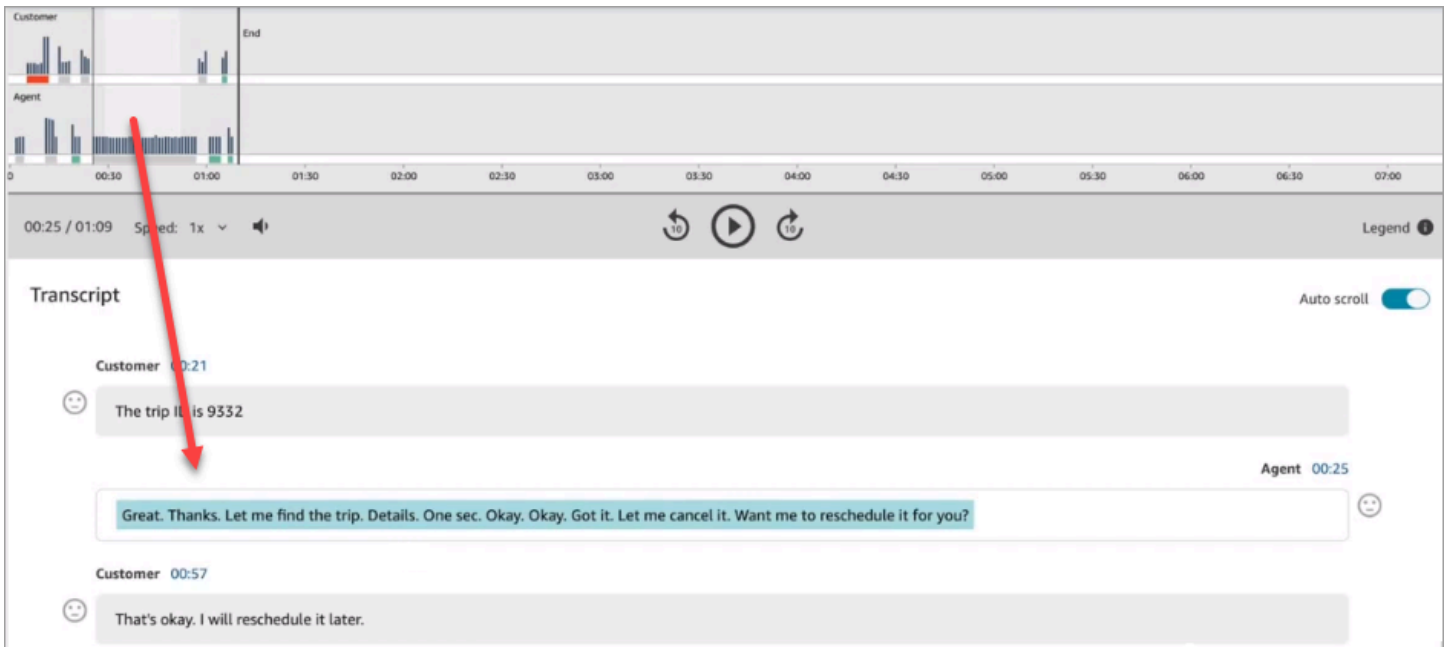 Customer
End
Agent
0 00:30 01:00 01:30 02:00 02:30 03:00 03:30 04:00 04:30 05:00 05:30 06:00 06:30 07:00
00:25 / 01:09 Speed: 1x 10 10 Legend
Transcript
Auto scroll
Customer 00:21
The trip ID is 9332
Agent 00:25
Great. Thanks. Let me find the trip. Details. One sec. Okay. Okay. Got it. Let me cancel it. Want me to reschedule it for you?
Customer 00:57
That's okay. I will reschedule it later.